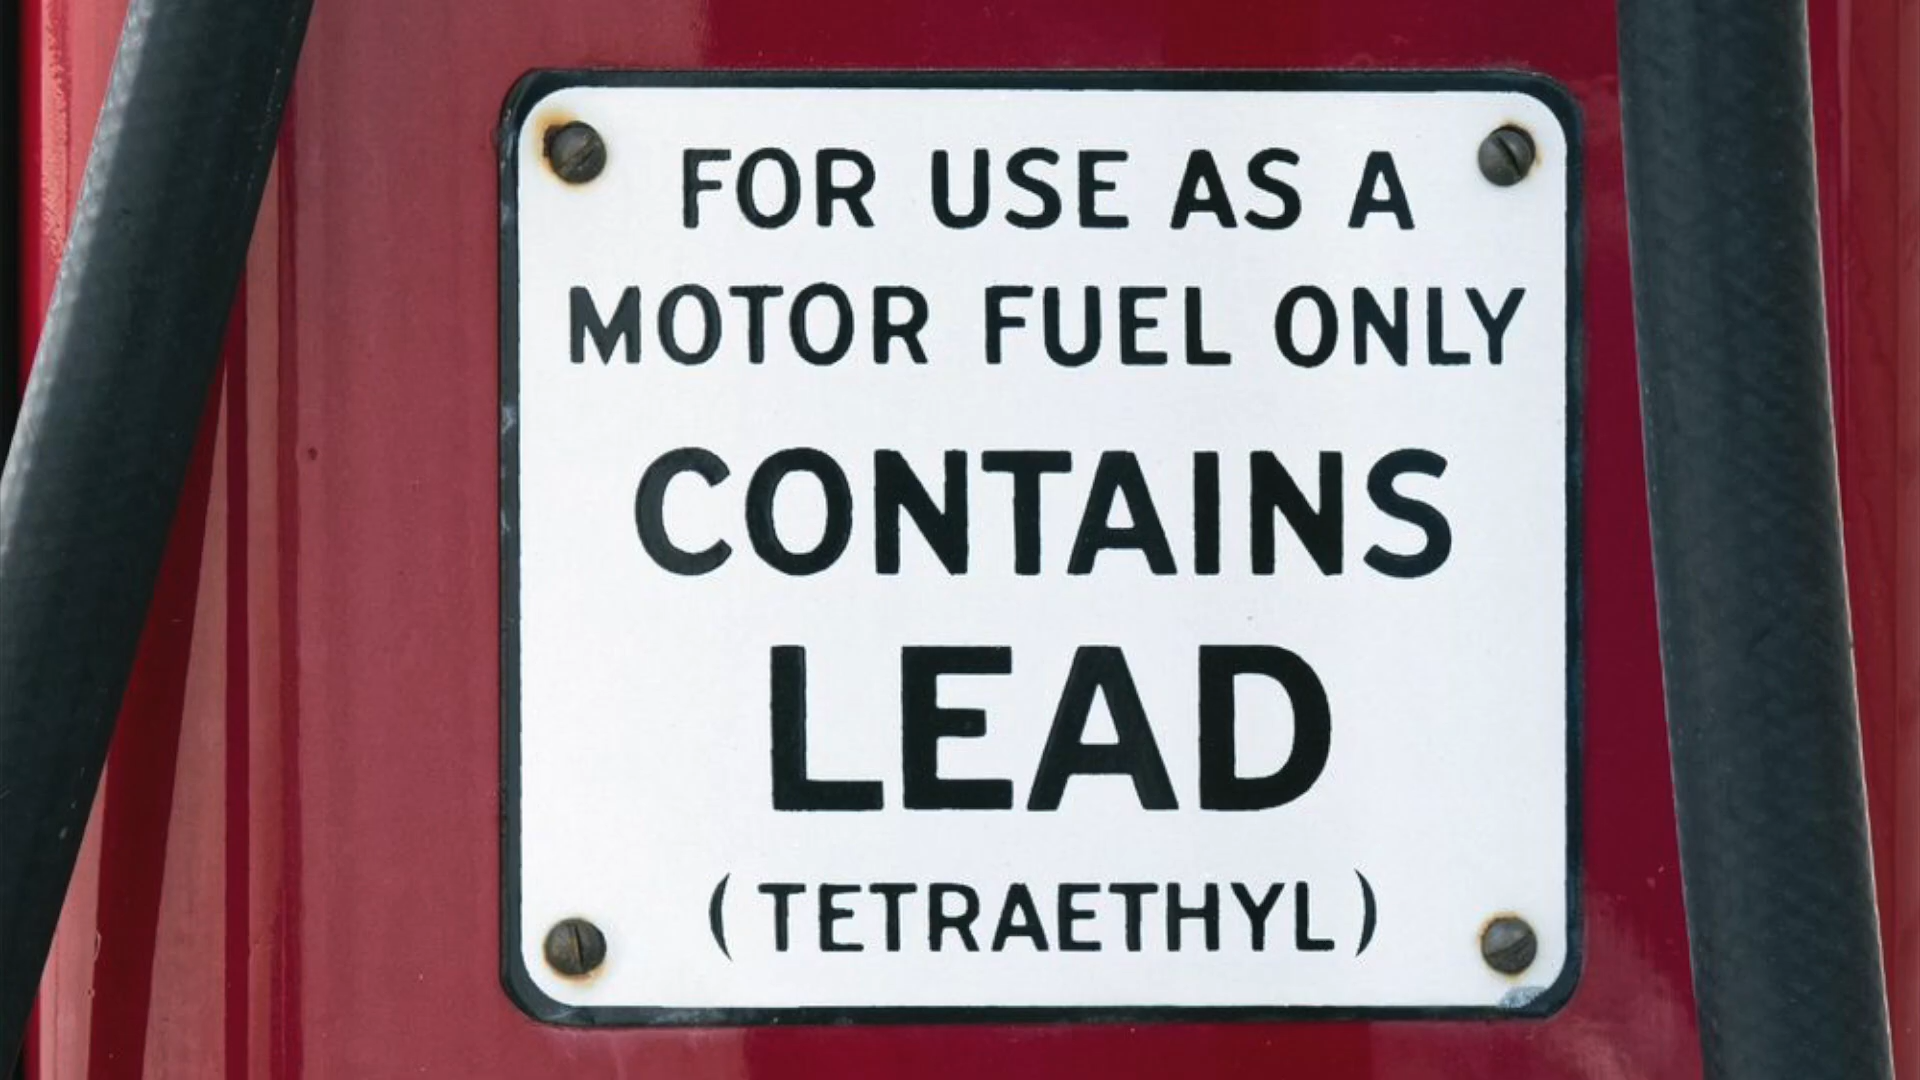 FOR USE AS A
MOTOR FUEL ONLY
CONTAINS
LEAD
(TETRAETHYL)